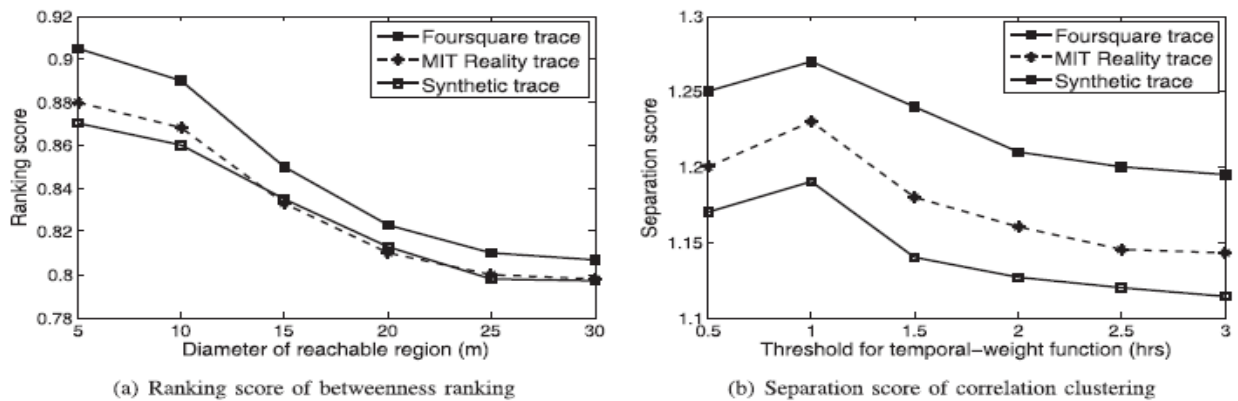 0.92
0.9
0.88
0.86
0.84
0.82
0.8
0.78
Ranking score
5
10
15
20
25
30
Diameter of reachable region (m)
Foursquare trace
MIT Reality trace
Synthetic trace
(a) Ranking score of betweenness ranking
1.3
1.25
1.2
1.15
1.1
Separation score
0.5
1
1.5
2
2.5
3
Threshold for temporal-weight function (hrs)
Foursquare trace
MIT Reality trace
Synthetic trace
(b) Separation score of correlation clustering